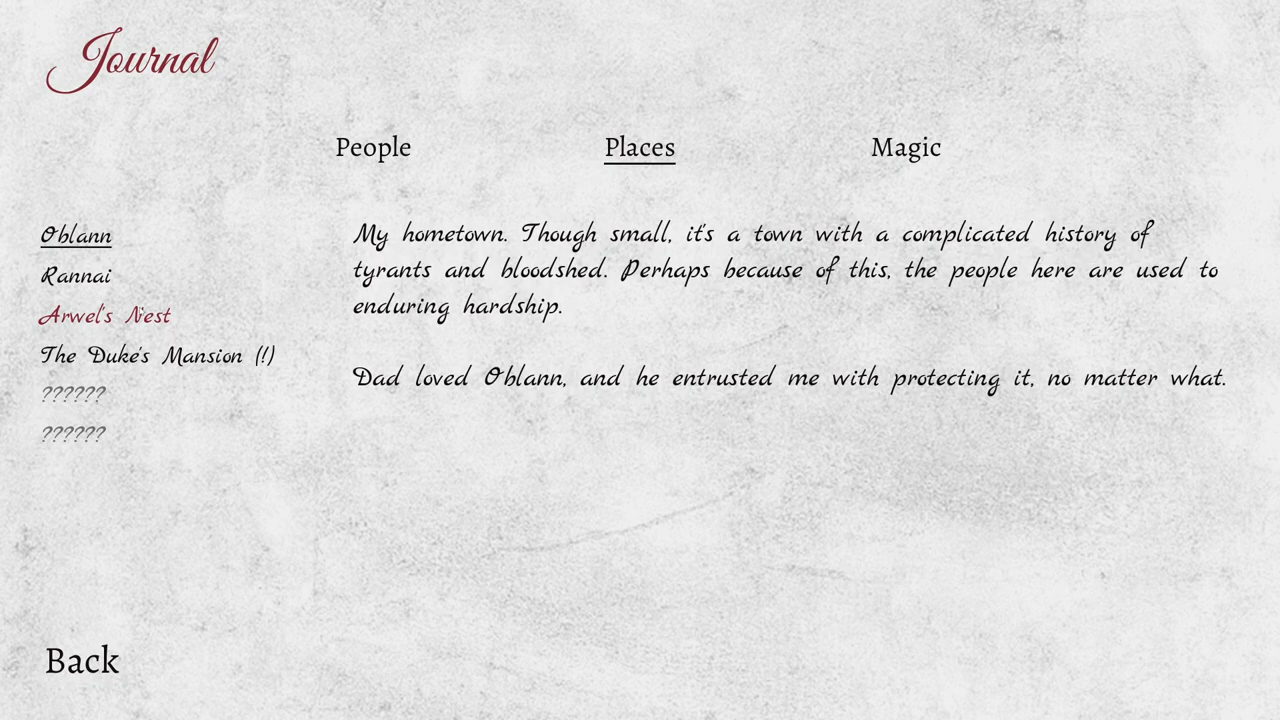 Journal
People Places Magic
Oblann
Rannai
Arwel's Nest
The Duke's Mansion (!)
??????
??????
My hometown. Though small, it's a town with a complicated history of
tyrants and bloodshed. Perhaps because of this, the people here are used to
enduring hardship.
Dad loved Oblann, and he entrusted me with protecting it, no matter what.
Back